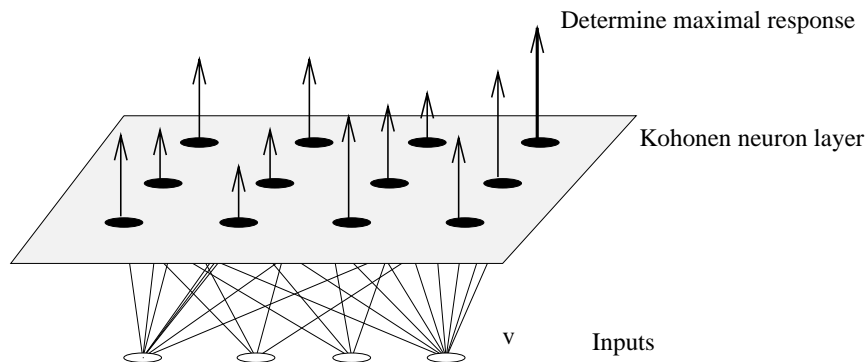 Determine maximal response
Kohonen neuron layer
v
Inputs